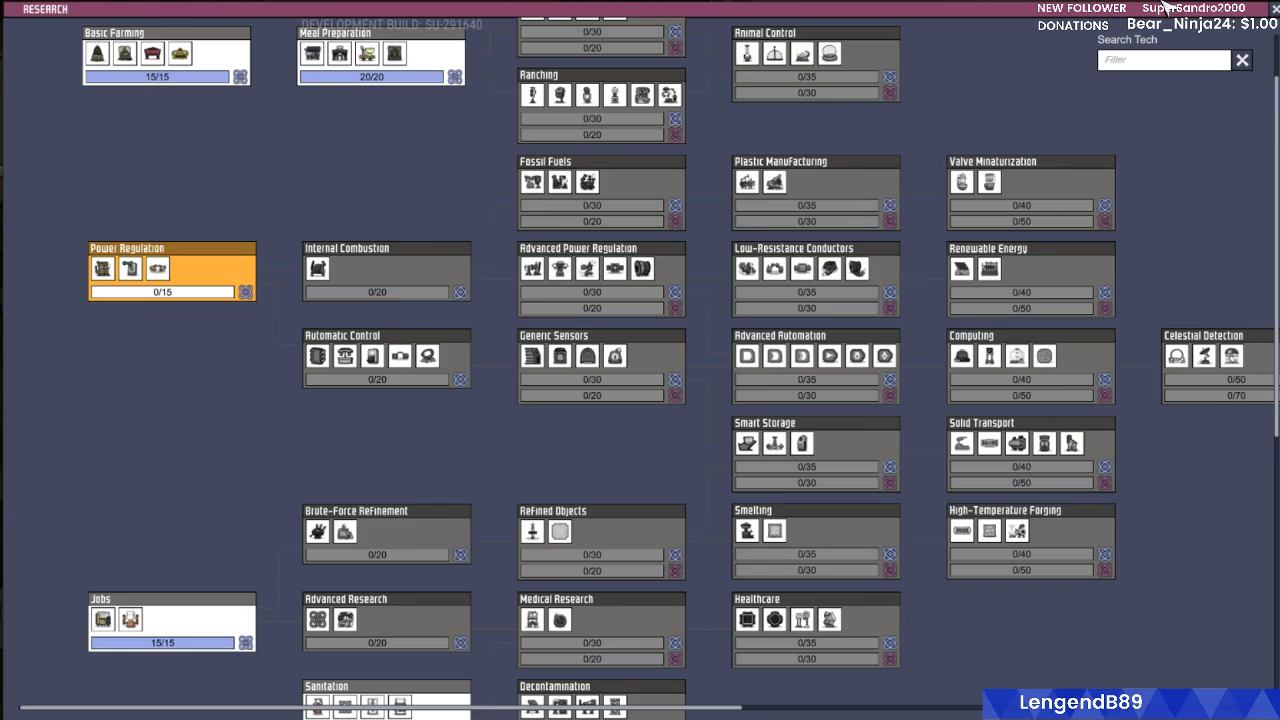 RESEARCH
NEW FOLLOWER SuperSandro2000
DEVELOPMENT BUILD: SU-291640
DONATIONS Bear_Ninja24: $1.00
Search Tech
Filter
Basic Farming
15/15
Meal Preparation
20/20
0/30
0/20
Animal Control
0/35
0/30
Ranching
0/30
0/20
Fossil Fuels
0/30
0/20
Plastic Manufacturing
0/35
0/30
Valve Minaturization
0/40
0/50
Power Regulation
0/15
Internal Combustion
0/20
Advanced Power Regulation
0/30
0/20
Low-Resistance Conductors
0/35
0/30
Renewable Energy
0/40
0/50
Automatic Control
0/20
Generic Sensors
0/30
0/20
Advanced Automation
0/35
0/30
Computing
0/40
0/50
Celestial Detection
0/50
0/70
Smart Storage
0/35
0/30
Solid Transport
0/40
0/50
Brute-Force Refinement
0/20
Refined Objects
0/30
0/20
Smelting
0/35
0/30
High-Temperature Forging
0/40
0/50
Jobs
15/15
Advanced Research
0/20
Medical Research
0/30
0/20
Healthcare
0/35
0/30
Sanitation
Decontamination
LengendB89